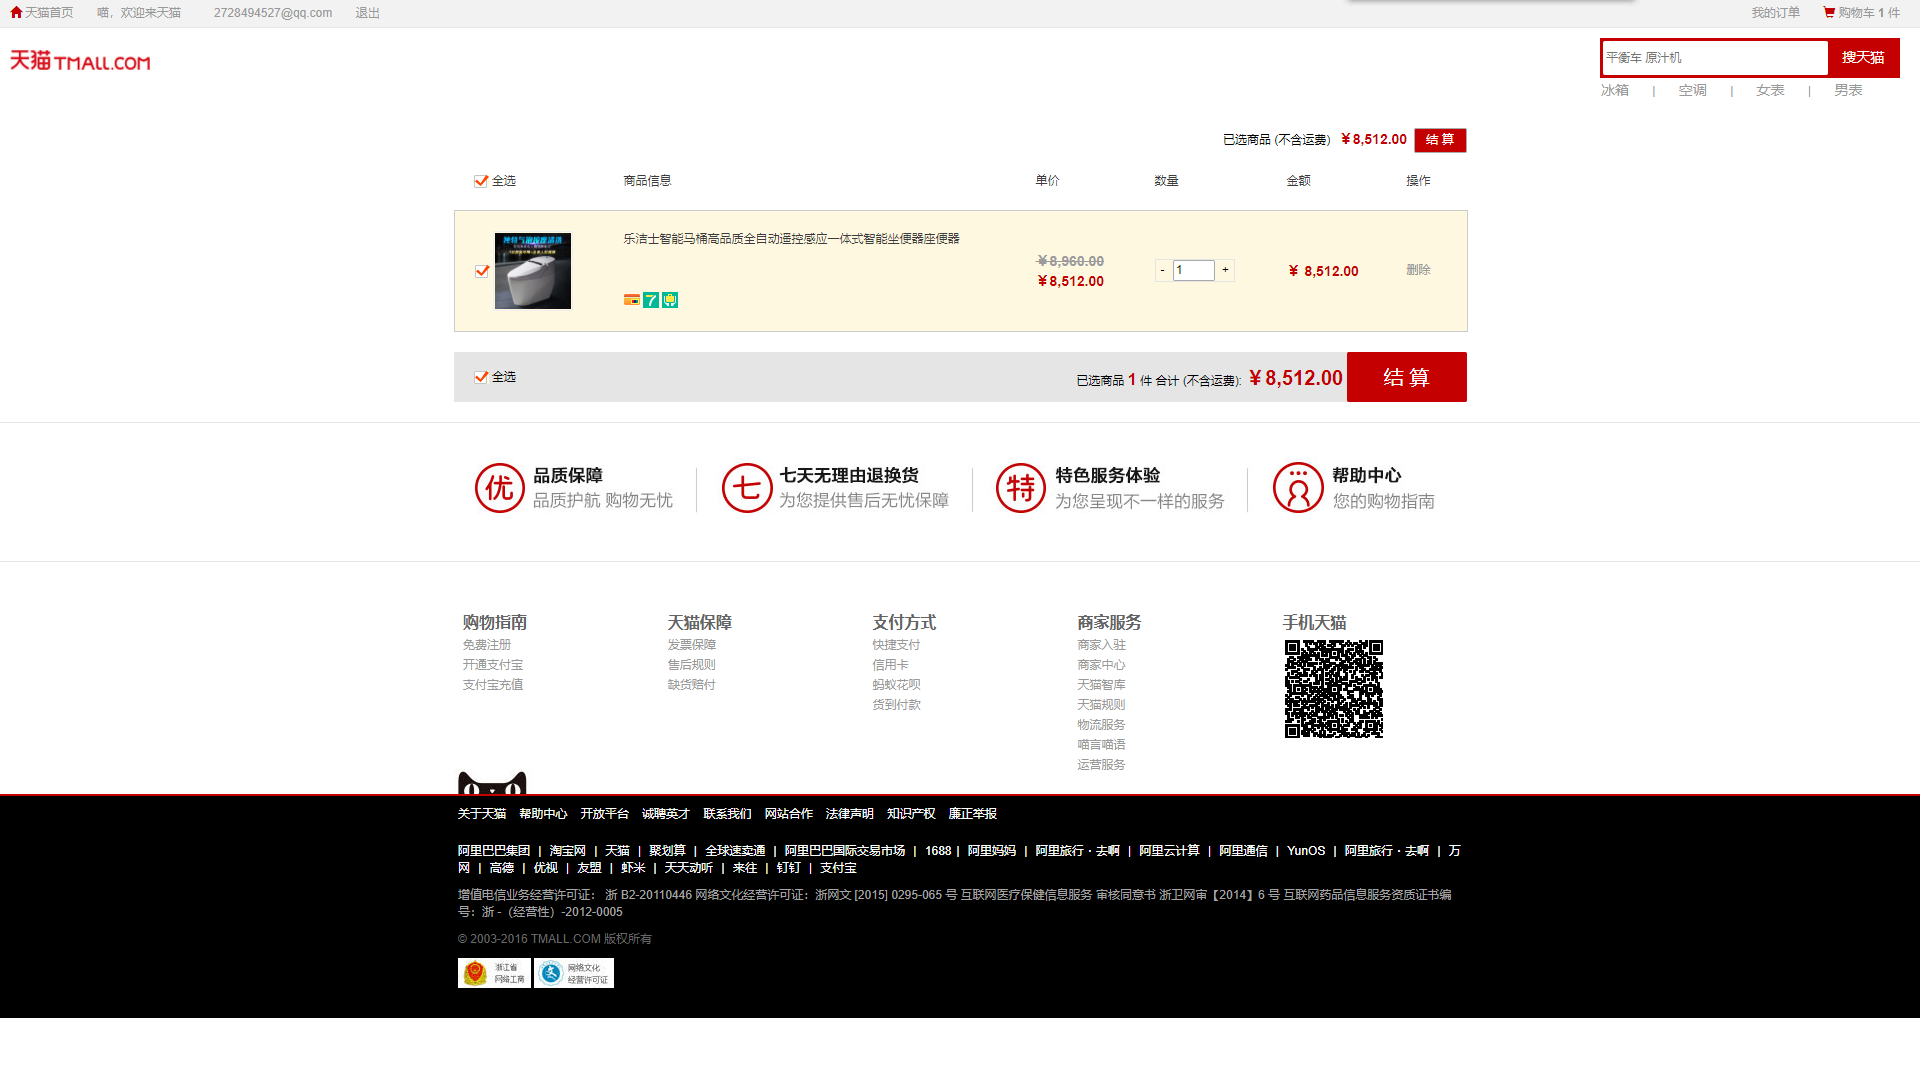 天猫首页 喵，欢迎来天猫 2728494527@qq.com 退出 我的订单 购物车 1 件
天猫 TMALL.COM
平衡车 原汁机 搜天猫
冰箱 | 空调 | 女表 | 男表
已选商品 (不含运费) ￥8,512.00 结 算
全选 商品信息 单价 数量 金额 操作
乐洁士智能马桶高品质全自动遥控感应一体式智能坐便器座便器
￥8,960.00
￥8,512.00
- 1 +
￥ 8,512.00
删除
7
全选 已选商品 1 件 合计 (不含运费): ￥8,512.00 结 算
优 品质保障
品质护航 购物无忧
七 七天无理由退换货
为您提供售后无忧保障
特 特色服务体验
为您呈现不一样的服务
帮助中心
您的购物指南
购物指南
免费注册
开通支付宝
支付宝充值
天猫保障
发票保障
售后规则
缺货赔付
支付方式
快捷支付
信用卡
蚂蚁花呗
货到付款
商家服务
商家入驻
商家中心
天猫智库
天猫规则
物流服务
喵言喵语
运营服务
手机天猫
关于天猫 帮助中心 开放平台 诚聘英才 联系我们 网站合作 法律声明 知识产权 廉正举报
阿里巴巴集团 | 淘宝网 | 天猫 | 聚划算 | 全球速卖通 | 阿里巴巴国际交易市场 | 1688 | 阿里妈妈 | 阿里旅行・去啊 | 阿里云计算 | 阿里通信 | YunOS | 阿里旅行・去啊 | 万
网 | 高德 | 优视 | 友盟 | 虾米 | 天天动听 | 来往 | 钉钉 | 支付宝
增值电信业务经营许可证： 浙 B2-20110446 网络文化经营许可证：浙网文 [2015] 0295-065 号 互联网医疗保健信息服务 审核同意书 浙卫网审【2014】6 号 互联网药品信息服务资质证书编
号：浙 -（经营性）-2012-0005
© 2003-2016 TMALL.COM 版权所有
浙江省
网络工商
网络文化
经营许可证